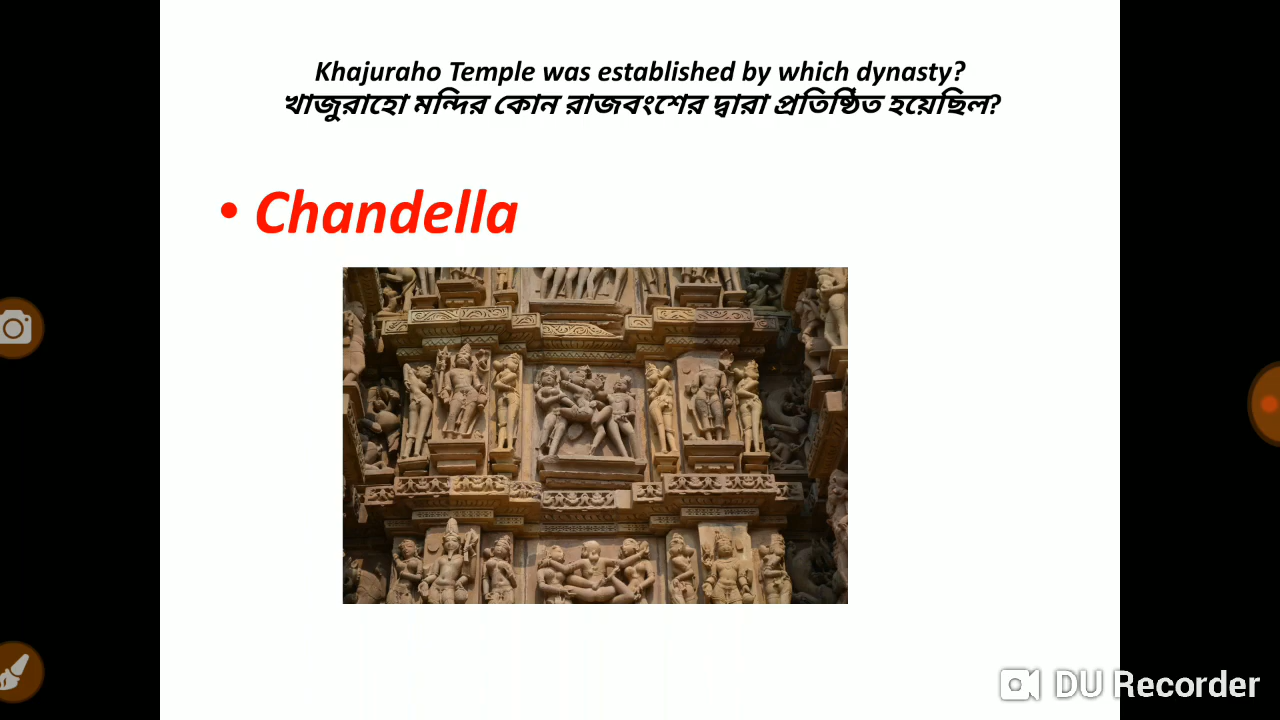 Khajuraho Temple was established by which dynasty?
খাজুরাহো মন্দির কোন রাজবংশের দ্বারা প্রতিষ্ঠিত হয়েছিল?
• Chandella
DU Recorder